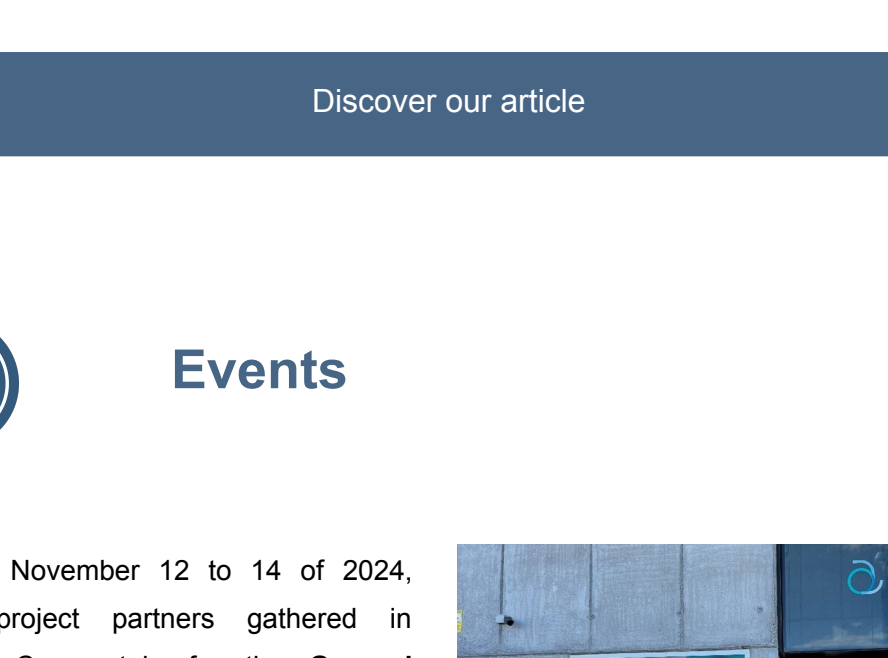 Discover our article
Events
November 12 to 14 of 2024,
project partners gathered in